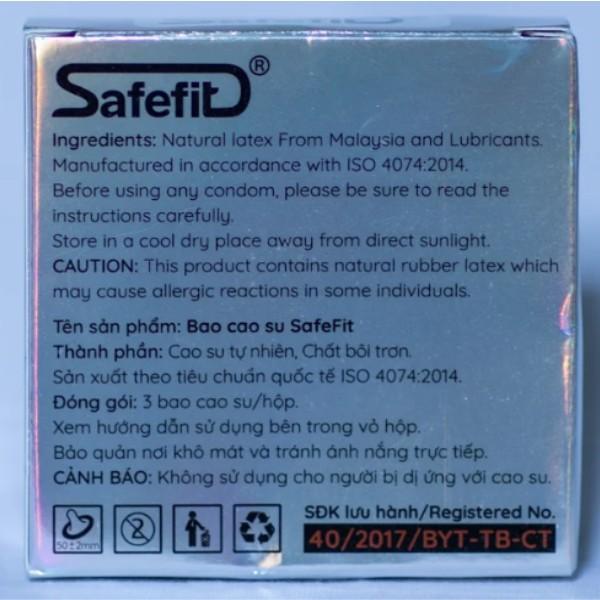 Safefit®
Ingredients: Natural latex From Malaysia and Lubricants.
Manufactured in accordance with ISO 4074:2014.
Before using any condom, please be sure to read the
instructions carefully.
Store in a cool dry place away from direct sunlight.
CAUTION: This product contains natural rubber latex which
may cause allergic reactions in some individuals.
Tên sản phẩm: Bao cao su SafeFit
Thành phần: Cao su tự nhiên, Chất bôi trơn.
Sản xuất theo tiêu chuẩn quốc tế ISO 4074:2014.
Đóng gói: 3 bao cao su/hộp.
Xem hướng dẫn sử dụng bên trong vỏ hộp.
Bảo quản nơi khô mát và tránh ánh nắng trực tiếp.
CẢNH BÁO: Không sử dụng cho người bị dị ứng với cao su.
50±2mm
SĐK lưu hành/Registered No.
40/2017/BYT-TB-CT